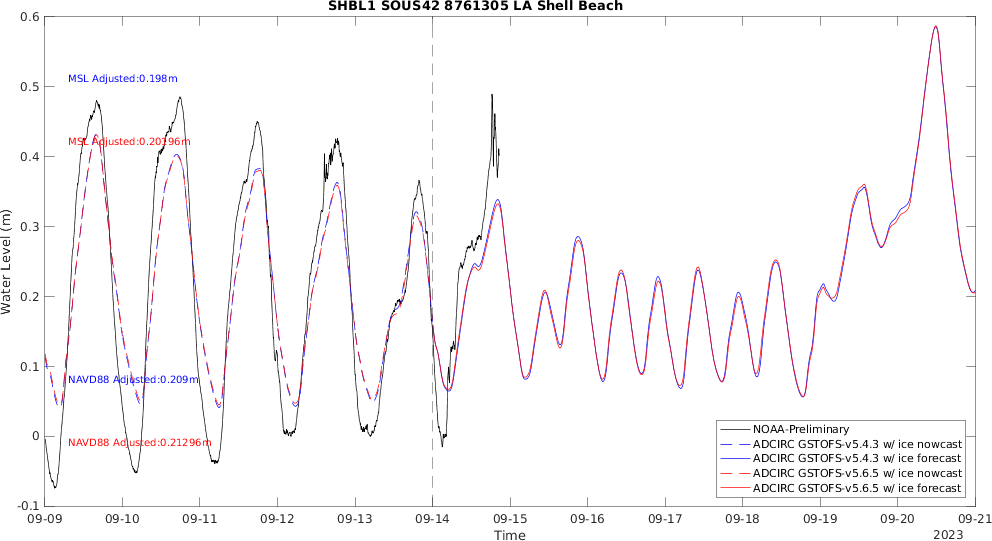 SHBL1 SOUS42 8761305 LA Shell Beach
0.6
0.5
0.4
0.3
0.2
0.1
0
-0.1
Water Level (m)
MSL Adjusted:0.198m
MSL Adjusted:0.20196m
NAVD88 Adjusted:0.209m
NAVD88 Adjusted:0.21296m
NOAA-Preliminary
ADCIRC GSTOFS-v5.4.3 w/ ice nowcast
ADCIRC GSTOFS-v5.4.3 w/ ice forecast
ADCIRC GSTOFS-v5.6.5 w/ ice nowcast
ADCIRC GSTOFS-v5.6.5 w/ ice forecast
09-09 09-10 09-11 09-12 09-13 09-14 09-15 09-16 09-17 09-18 09-19 09-20 09-21
Time
2023